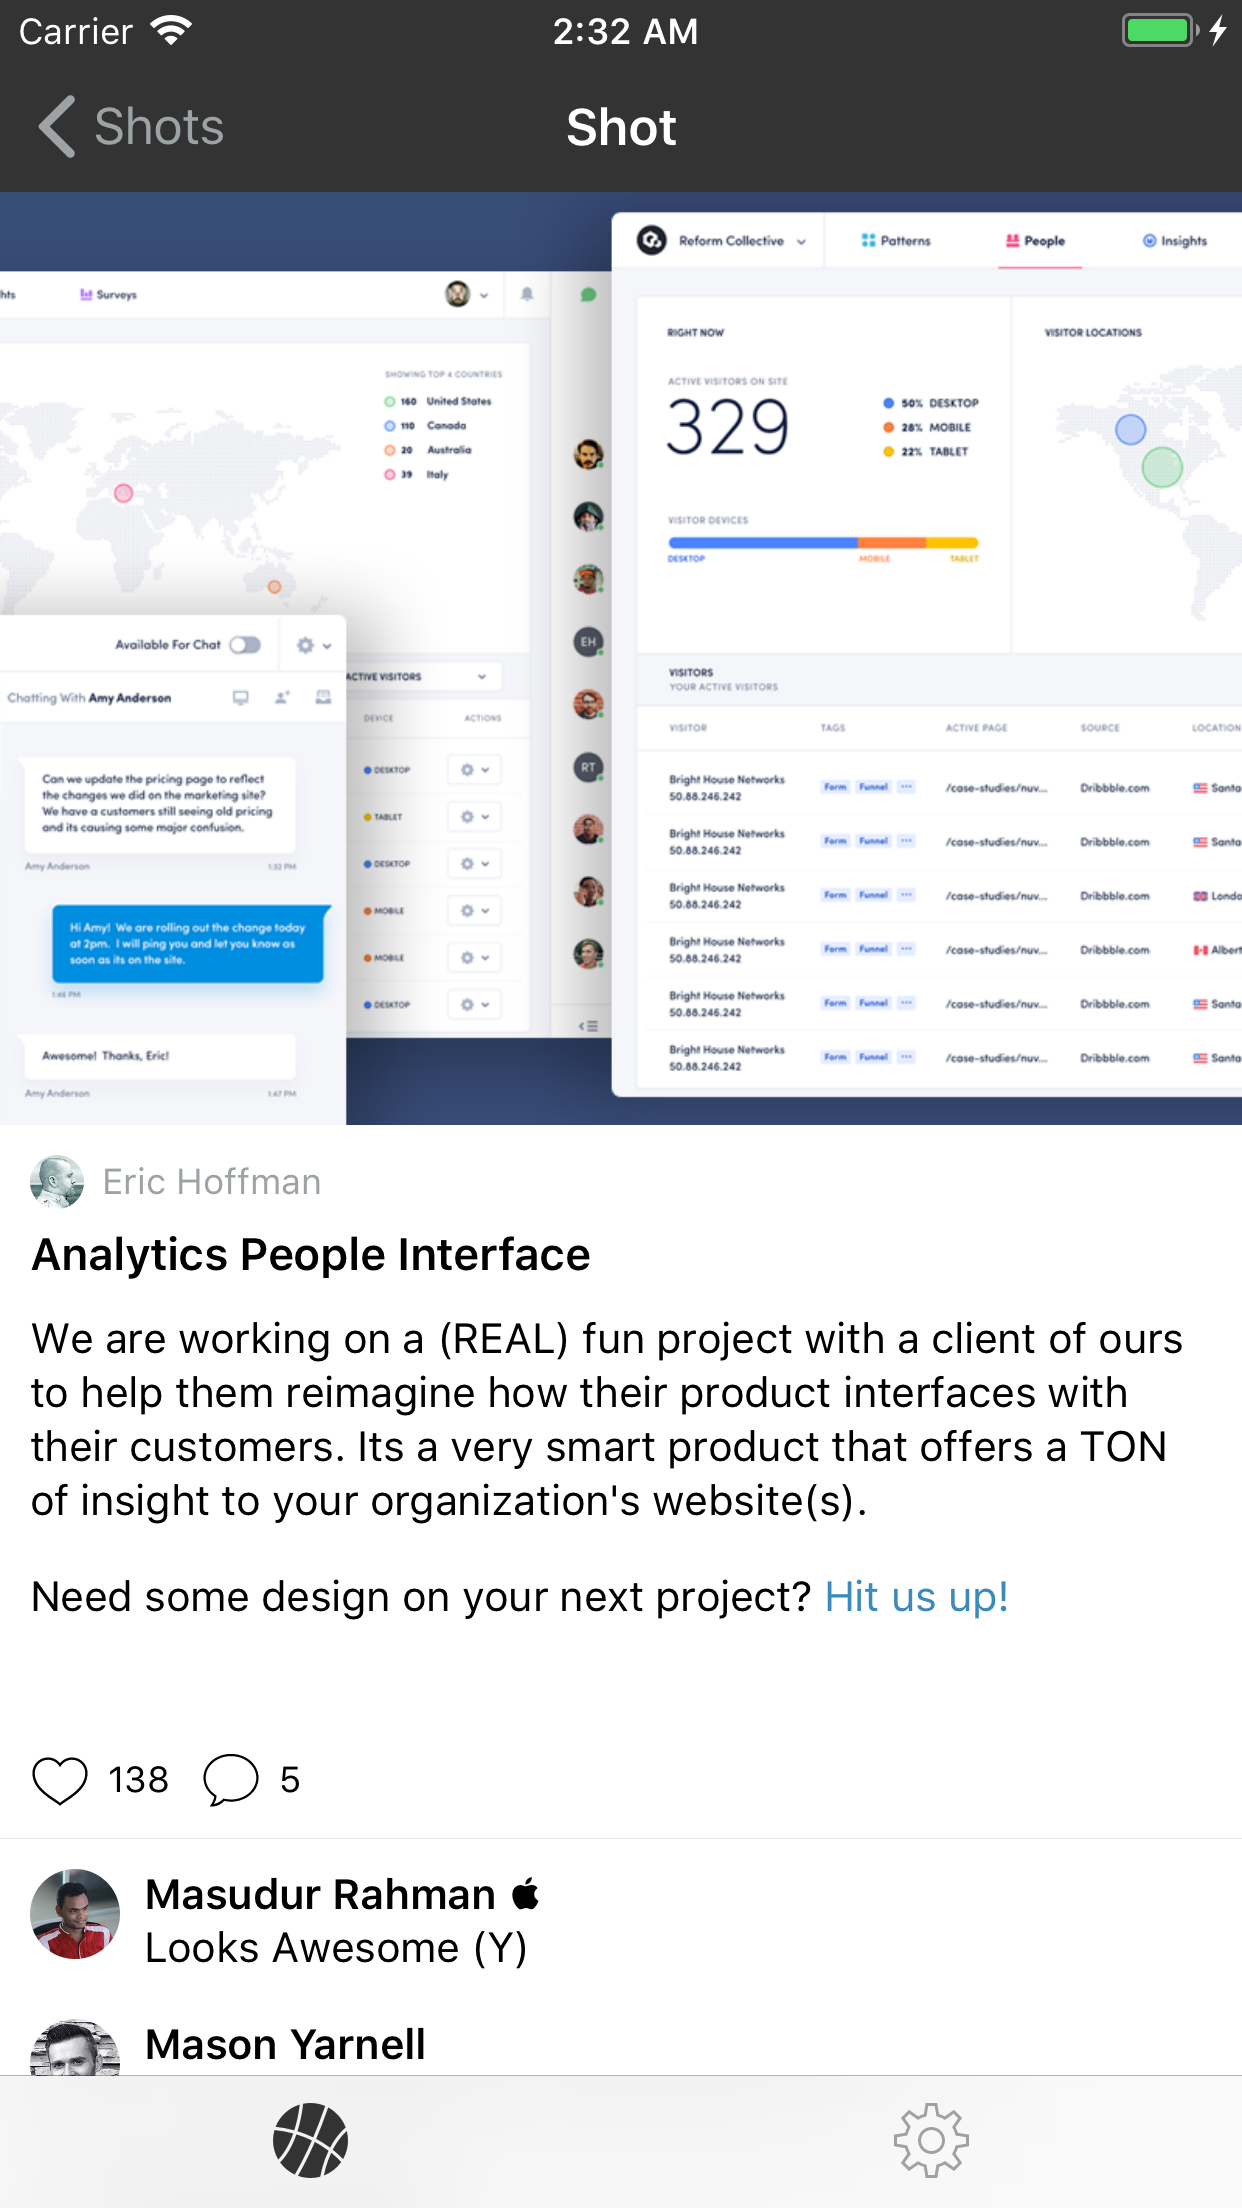 Carrier
2:32 AM
Shots
Shot
Reform Collective
Patterns
People
Insights
hts
Surveys
RIGHT NOW
VISITOR LOCATIONS
SHOWING TOP 4 COUNTRIES
160 United States
110 Canada
20 Australia
39 Italy
ACTIVE VISITORS ON SITE
329
50% DESKTOP
28% MOBILE
22% TABLET
VISITOR DEVICES
DESKTOP
MOBILE
TABLET
EH
RT
Available For Chat
Chatting With Amy Anderson
Can we update the pricing page to reflect
the changes we did on the marketing site?
We have a customers still seeing old pricing
and its causing some major confusion.
Amy Anderson
1:32 PM
Hi Amy! We are rolling out the change today
at 2pm. I will ping you and let you know as
soon as its on the site.
1:46 PM
Awesome! Thanks, Eric!
Amy Anderson
1:47 PM
ACTIVE VISITORS
DEVICE
ACTIONS
DESKTOP
TABLET
DESKTOP
MOBILE
MOBILE
DESKTOP
VISITORS
YOUR ACTIVE VISITORS
VISITOR TAGS ACTIVE PAGE SOURCE LOCATION
Bright House Networks
50.88.246.242
Form Funnel ... /case-studies/nuv... Dribbble.com Santa
Bright House Networks
50.88.246.242
Form Funnel ... /case-studies/nuv... Dribbble.com Santa
Bright House Networks
50.88.246.242
Form Funnel ... /case-studies/nuv... Dribbble.com Londo
Bright House Networks
50.88.246.242
Form Funnel ... /case-studies/nuv... Dribbble.com Albert
Bright House Networks
50.88.246.242
Form Funnel ... /case-studies/nuv... Dribbble.com Santa
Bright House Networks
50.88.246.242
Form Funnel ... /case-studies/nuv... Dribbble.com Santa
Eric Hoffman
Analytics People Interface
We are working on a (REAL) fun project with a client of ours
to help them reimagine how their product interfaces with
their customers. Its a very smart product that offers a TON
of insight to your organization's website(s).
Need some design on your next project? Hit us up!
138
5
Masudur Rahman
Looks Awesome (Y)
Mason Yarnell